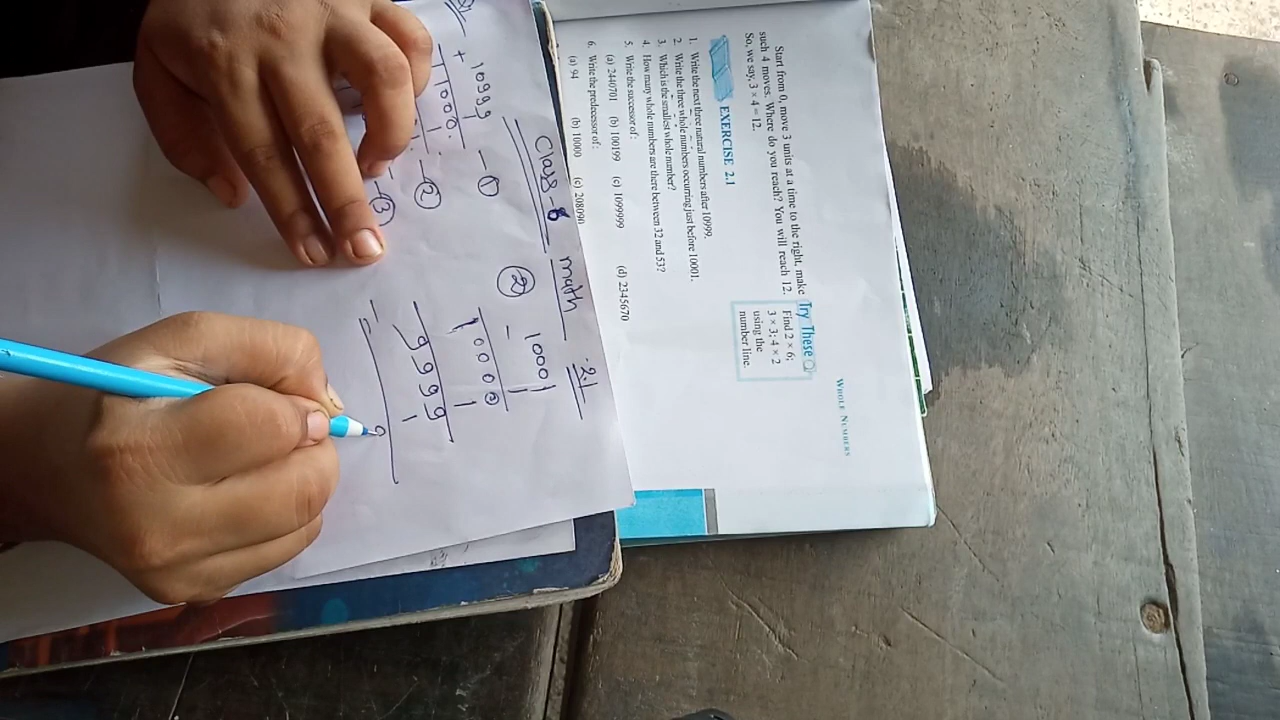 WHOLE NUMBERS
Start from 0, move 3 units at a time to the right, make
such 4 moves. Where do you reach? You will reach 12.
So, we say, 3 × 4 = 12.
Try These
Find 2 × 6;
3 × 3; 4 × 2
using the
number line.
EXERCISE 2.1
1. Write the next three natural numbers after 10999.
2. Write the three whole numbers occurring just before 10001.
3. Which is the smallest whole number?
4. How many whole numbers are there between 32 and 53?
5. Write the successor of :
(a) 2440701 (b) 100199 (c) 1099999 (d) 2345670
6. Write the predecessor of :
(a) 94 (b) 10000 (c) 208090
Class-6 math 2.1
10999
+ 1
11000 - ①
1
- ②
- ③
② 10001
- 1
10000
1
9999
1